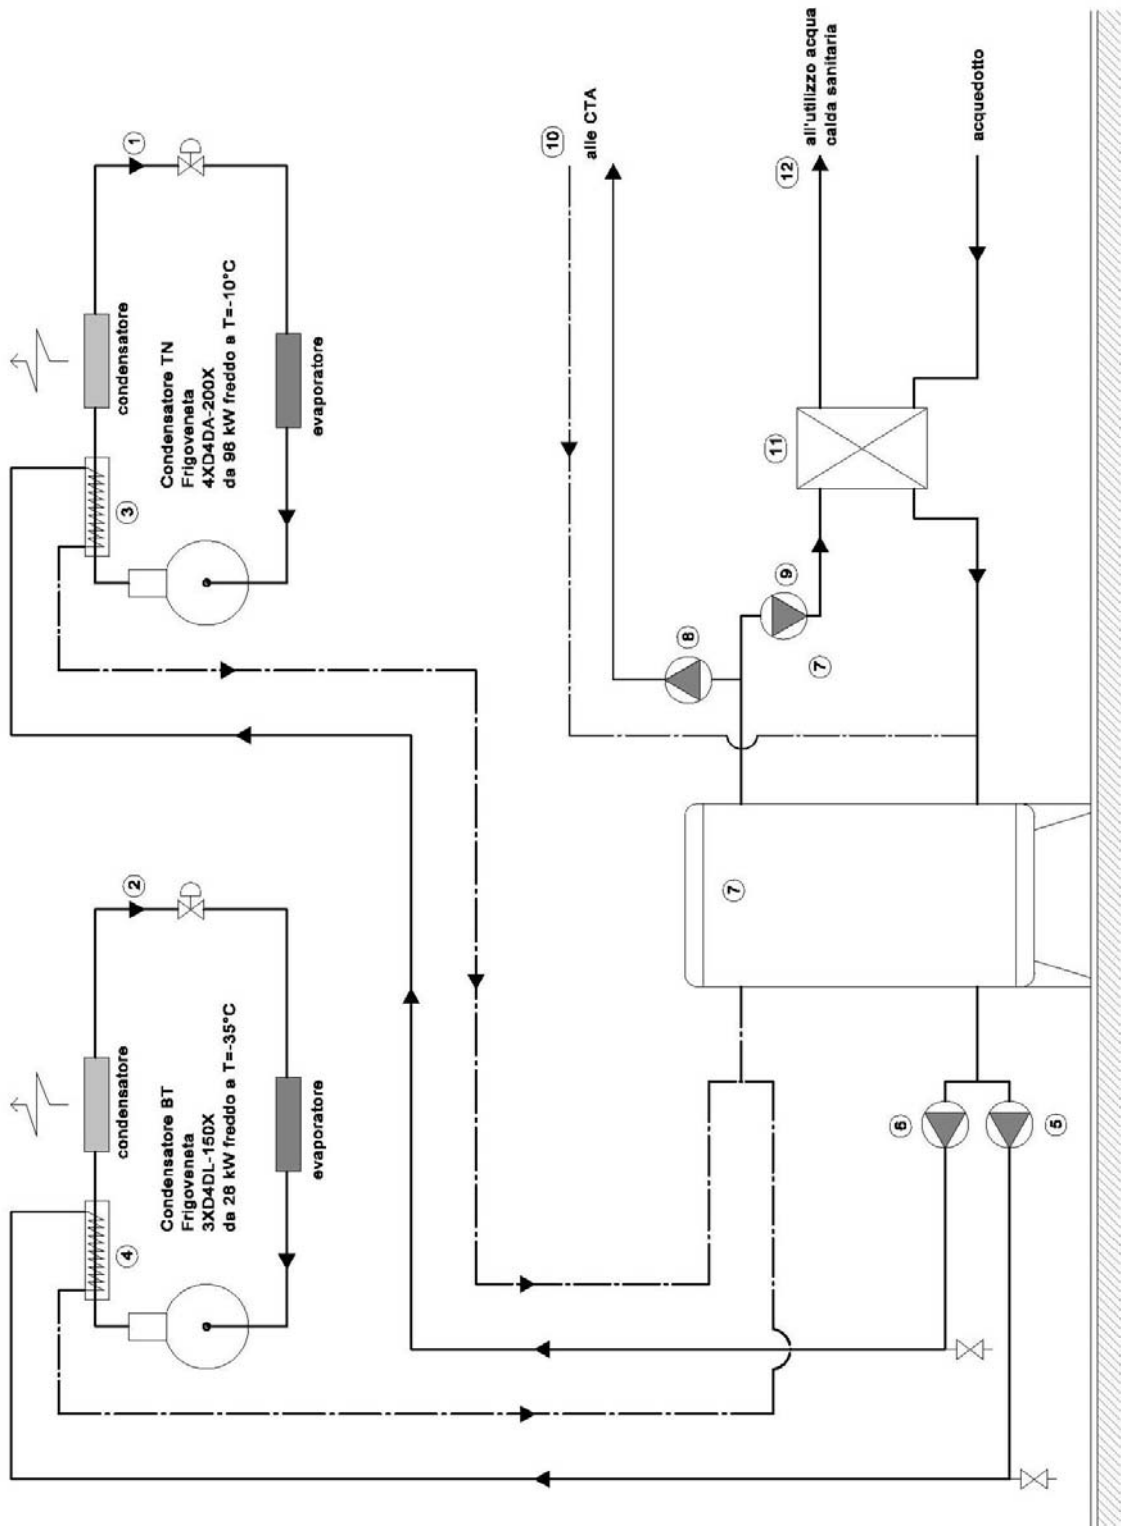 4
condensatore
2
Condensatore BT
Frigoveneta
3XD4DL-150X
da 28 kW freddo a T=-35°C
evaporatore
3
condensatore
1
Condensatore TN
Frigoveneta
4XD4DA-200X
da 98 kW freddo a T=-10°C
evaporatore
10
alle CTA
8
7
11
9
12
all'utilizzo acqua
calda sanitaria
7
6
acquedotto
5